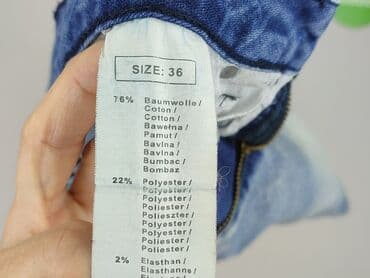 SIZE: 36
76% Baumwolle /
Coton /
Cotton /
Bawełna /
Pamut /
Bavlna /
Bavlna /
Bumbac /
Bombaz
22% Polyester /
Polyester /
Polyester /
Poliester /
Poliészter /
Polyester /
Polyester /
Poliester /
Poliester
2% Elasthan /
Elasthanne /